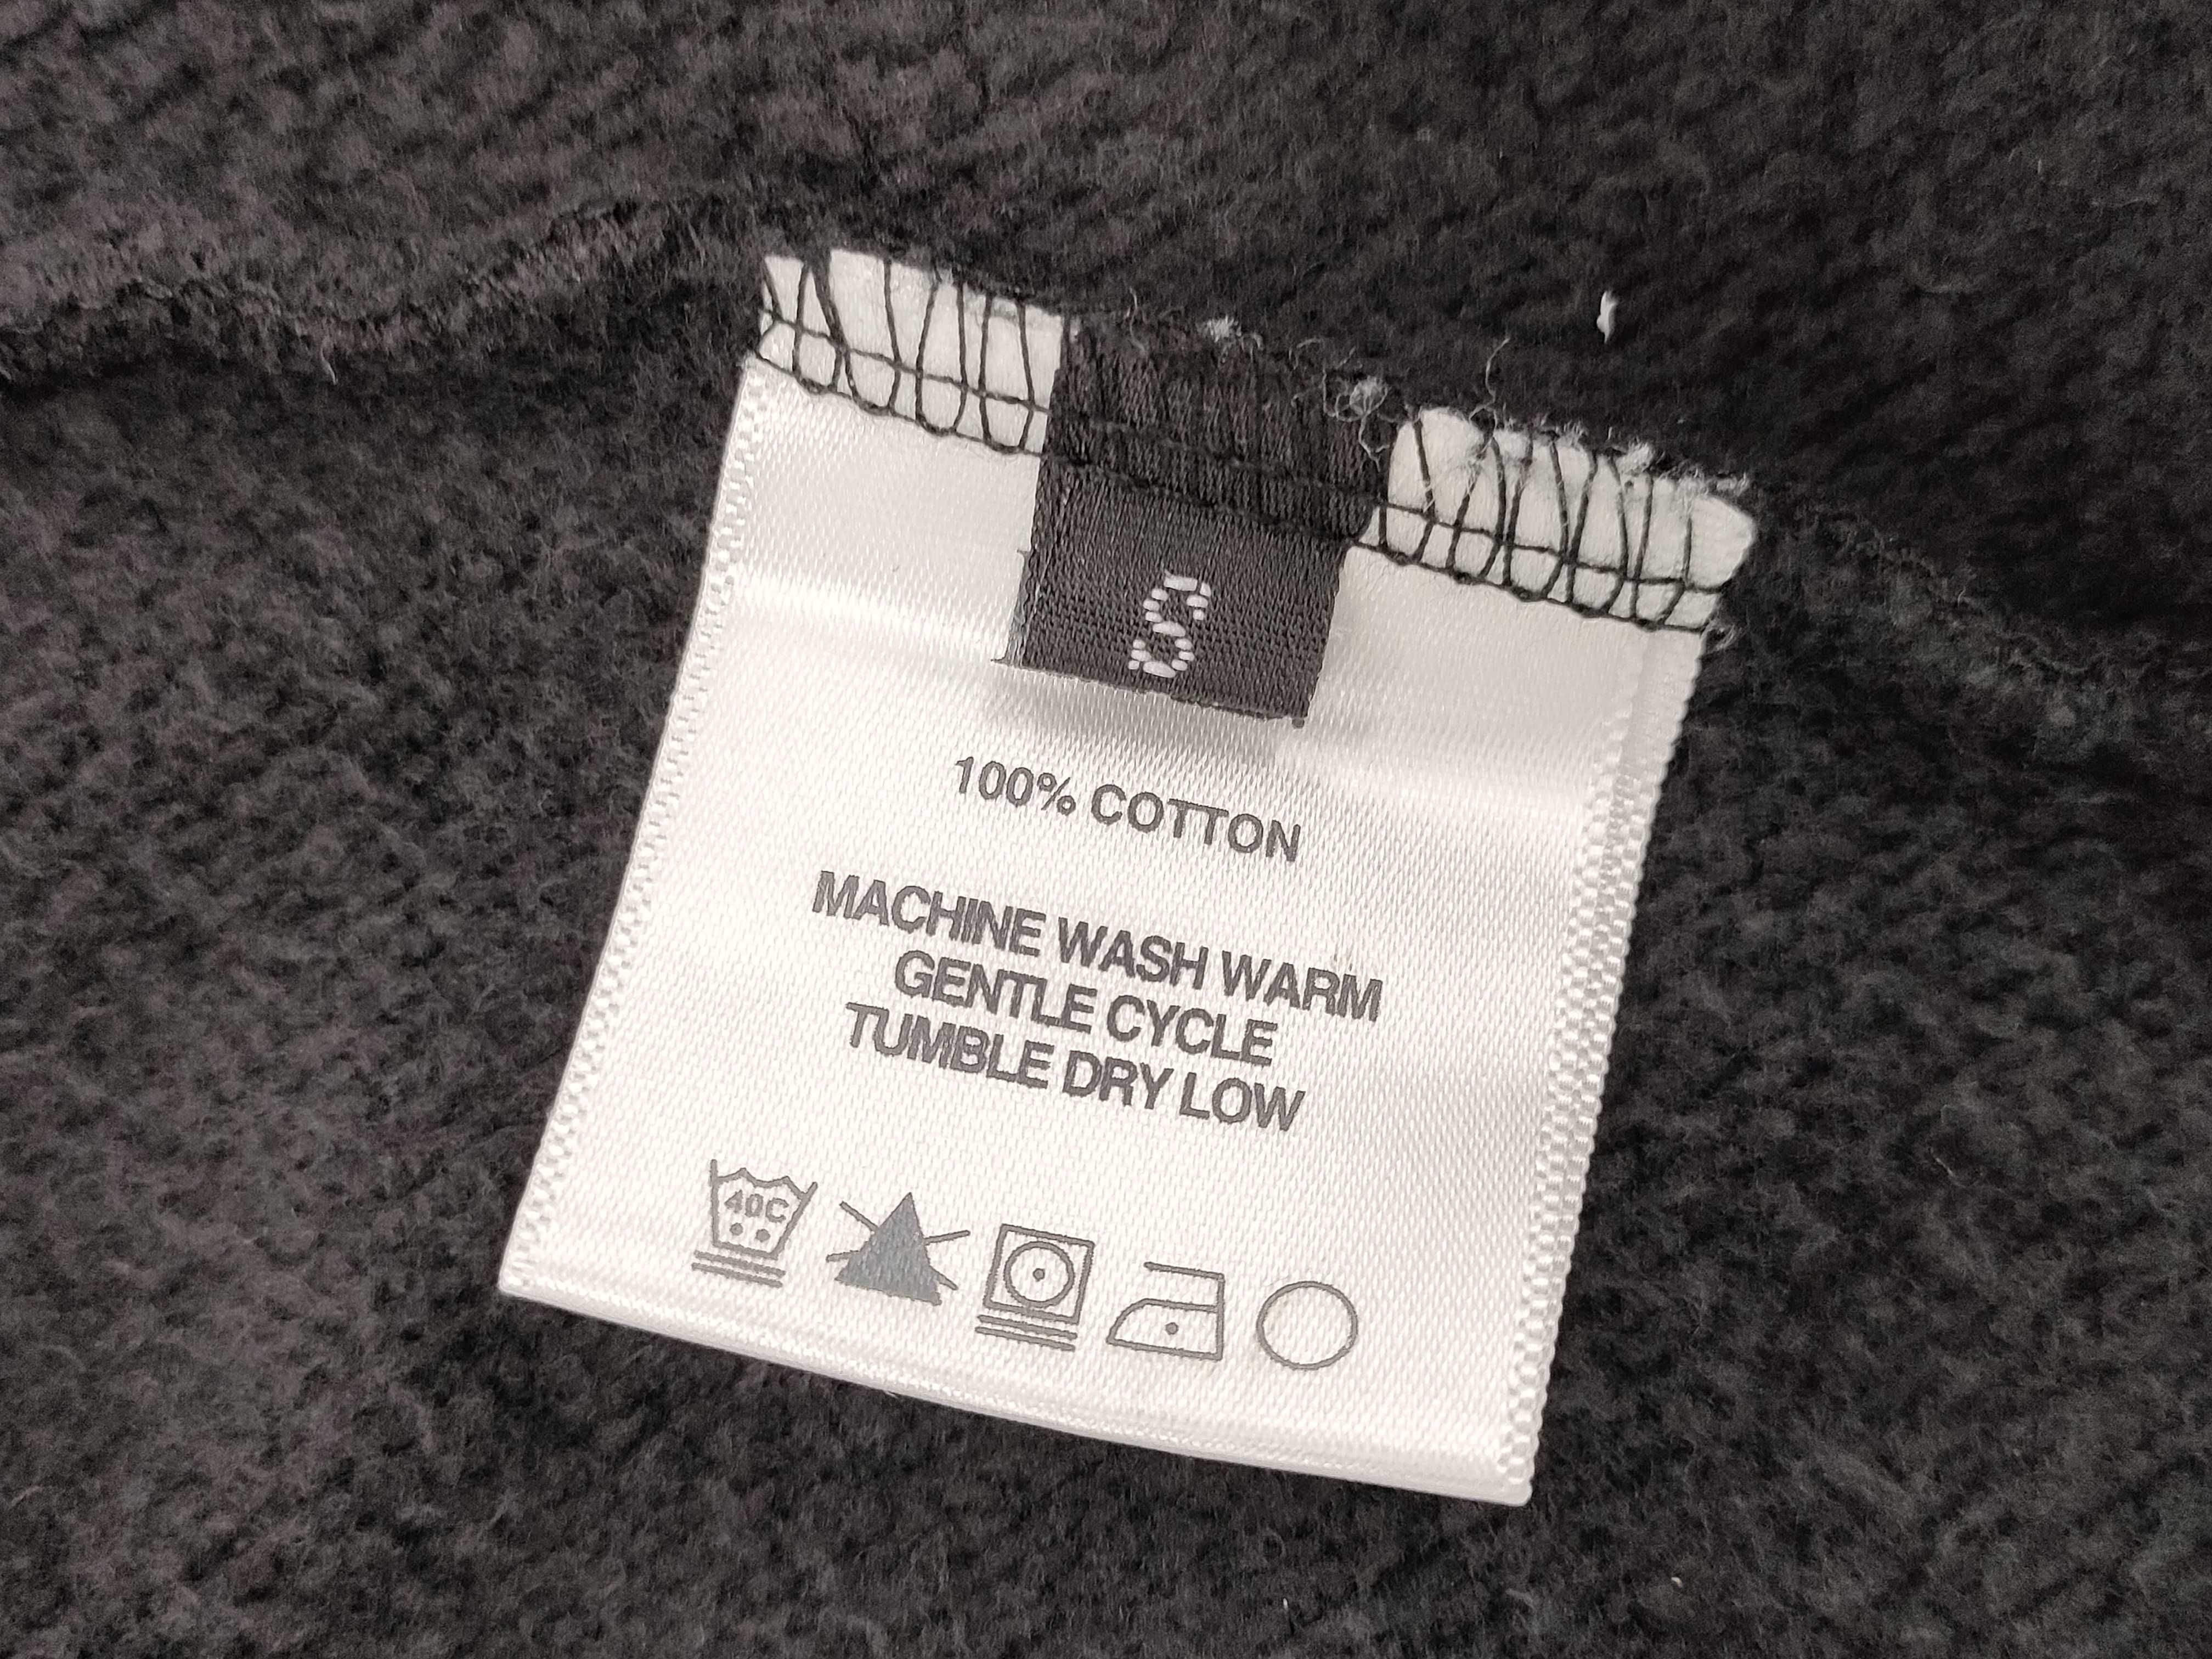 S
100% COTTON
MACHINE WASH WARM
GENTLE CYCLE
TUMBLE DRY LOW
40C